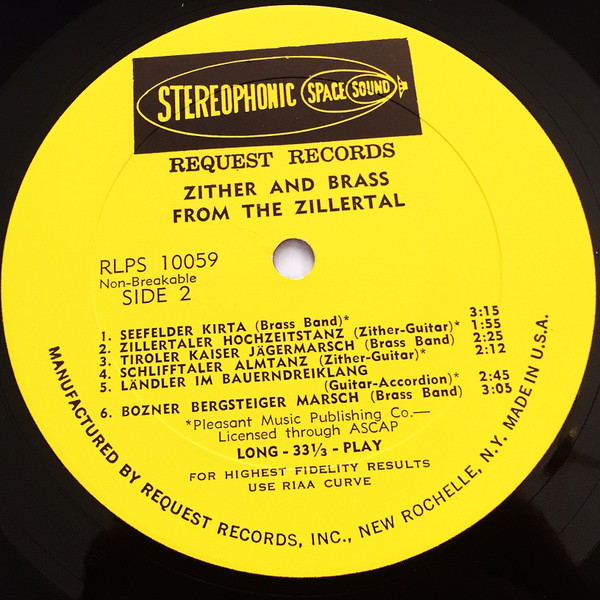 STEREOPHONIC SPACE SOUND
REQUEST RECORDS
ZITHER AND BRASS
FROM THE ZILLERTAL
RLPS 10059
Non-Breakable
SIDE 2
1. SEEFELDER KIRTA (Brass Band)* 3:15
2. ZILLERTALER HOCHZEITSTANZ (Zither-Guitar)* 1:55
3. TIROLER KAISER JÄGERMARSCH (Brass Band) 2:25
4. SCHLIFFTALER ALMTANZ (Zither-Guitar)* 2:12
5. LÄNDLER IM BAUERNDREIKLANG
(Guitar-Accordion)* 2:45
6. BOZNER BERGSTEIGER MARSCH (Brass Band) 3:05
*Pleasant Music Publishing Co.—
Licensed through ASCAP
LONG - 33⅓ - PLAY
FOR HIGHEST FIDELITY RESULTS
USE RIAA CURVE
MANUFACTURED BY REQUEST RECORDS, INC., NEW ROCHELLE, N.Y. MADE IN U.S.A.